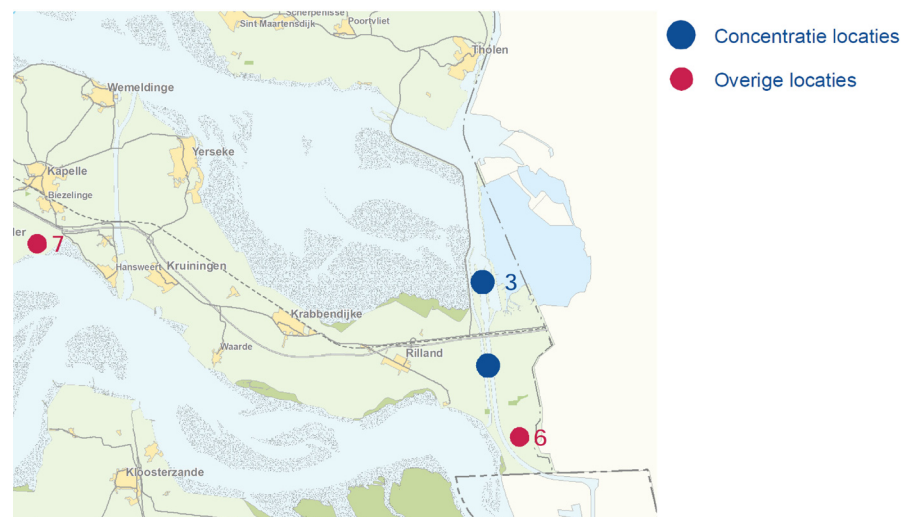 Scherpenisse
Sint Maartensdijk
Poortvliet
Tholen
Concentratie locaties
Overige locaties
Wemeldinge
Yerseke
Kapelle
Biezelinge
ler
7
Hansweert
Kruiningen
3
Krabbendijke
Waarde
Rilland
6
Kloosterzande